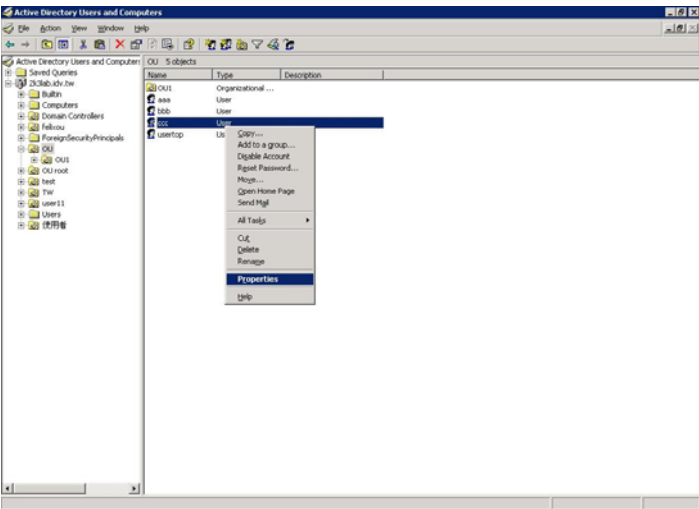 Active Directory Users and Computers
File Action View Window Help
Active Directory Users and Computers
Saved Queries
2k3lab.idv.tw
Builtin
Computers
Domain Controllers
felixou
ForeignSecurityPrincipals
OU
OU1
OU root
test
TW
user11
Users
使用者
OU 5 objects
Name Type Description
OU1 Organizational ...
aaa User
bbb User
ccc User
usertop Us
Copy...
Add to a group...
Disable Account
Reset Password...
Move...
Open Home Page
Send Mail
All Tasks
Cut
Delete
Rename
Properties
Help